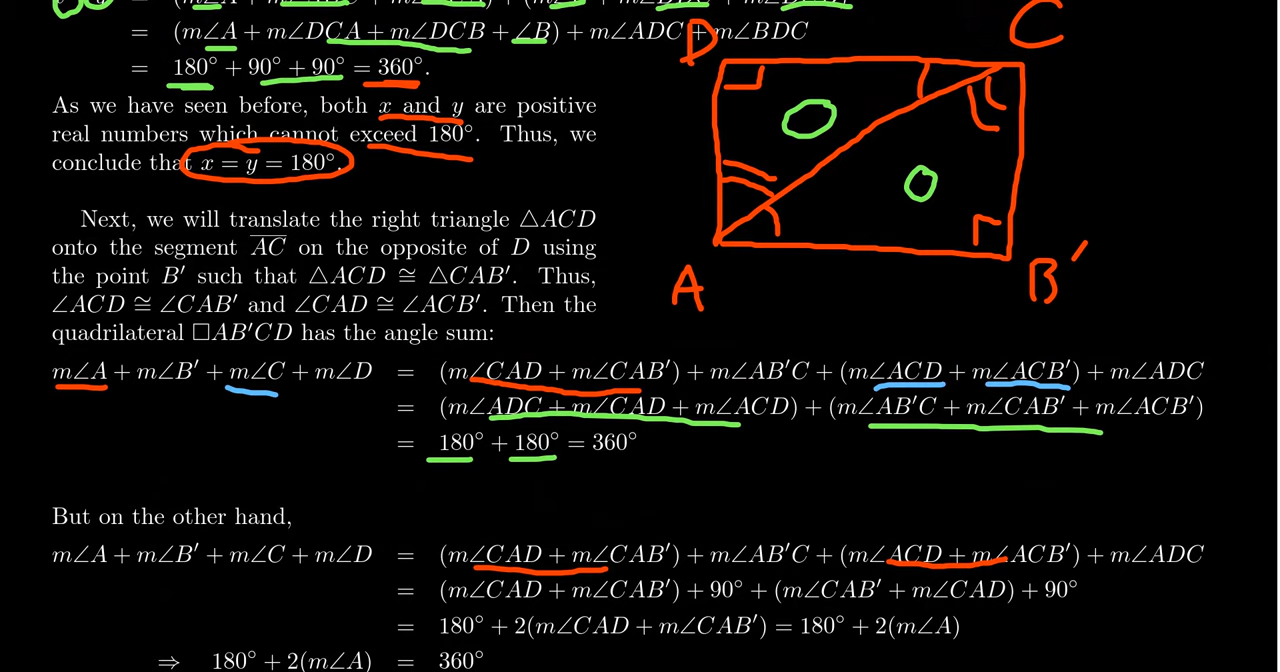 = (m∠A + m∠DCA + m∠DCB + ∠B) + m∠ADC + m∠BDC
= 180° + 90° + 90° = 360°.
As we have seen before, both x and y are positive
real numbers which cannot exceed 180°. Thus, we
conclude that x = y = 180°.
D
C
A
B′
Next, we will translate the right triangle △ACD
onto the segment A̅C̅ on the opposite of D using
the point B′ such that △ACD ≅ △CAB′. Thus,
∠ACD ≅ ∠CAB′ and ∠CAD ≅ ∠ACB′. Then the
quadrilateral □AB′CD has the angle sum:
m∠A + m∠B′ + m∠C + m∠D = (m∠CAD + m∠CAB′) + m∠AB′C + (m∠ACD + m∠ACB′) + m∠ADC
= (m∠ADC + m∠CAD + m∠ACD) + (m∠AB′C + m∠CAB′ + m∠ACB′)
= 180° + 180° = 360°
But on the other hand,
m∠A + m∠B′ + m∠C + m∠D = (m∠CAD + m∠CAB′) + m∠AB′C + (m∠ACD + m∠ACB′) + m∠ADC
= (m∠CAD + m∠CAB′) + 90° + (m∠CAB′ + m∠CAD) + 90°
= 180° + 2(m∠CAD + m∠CAB′) = 180° + 2(m∠A)
⇒ 180° + 2(m∠A) = 360°